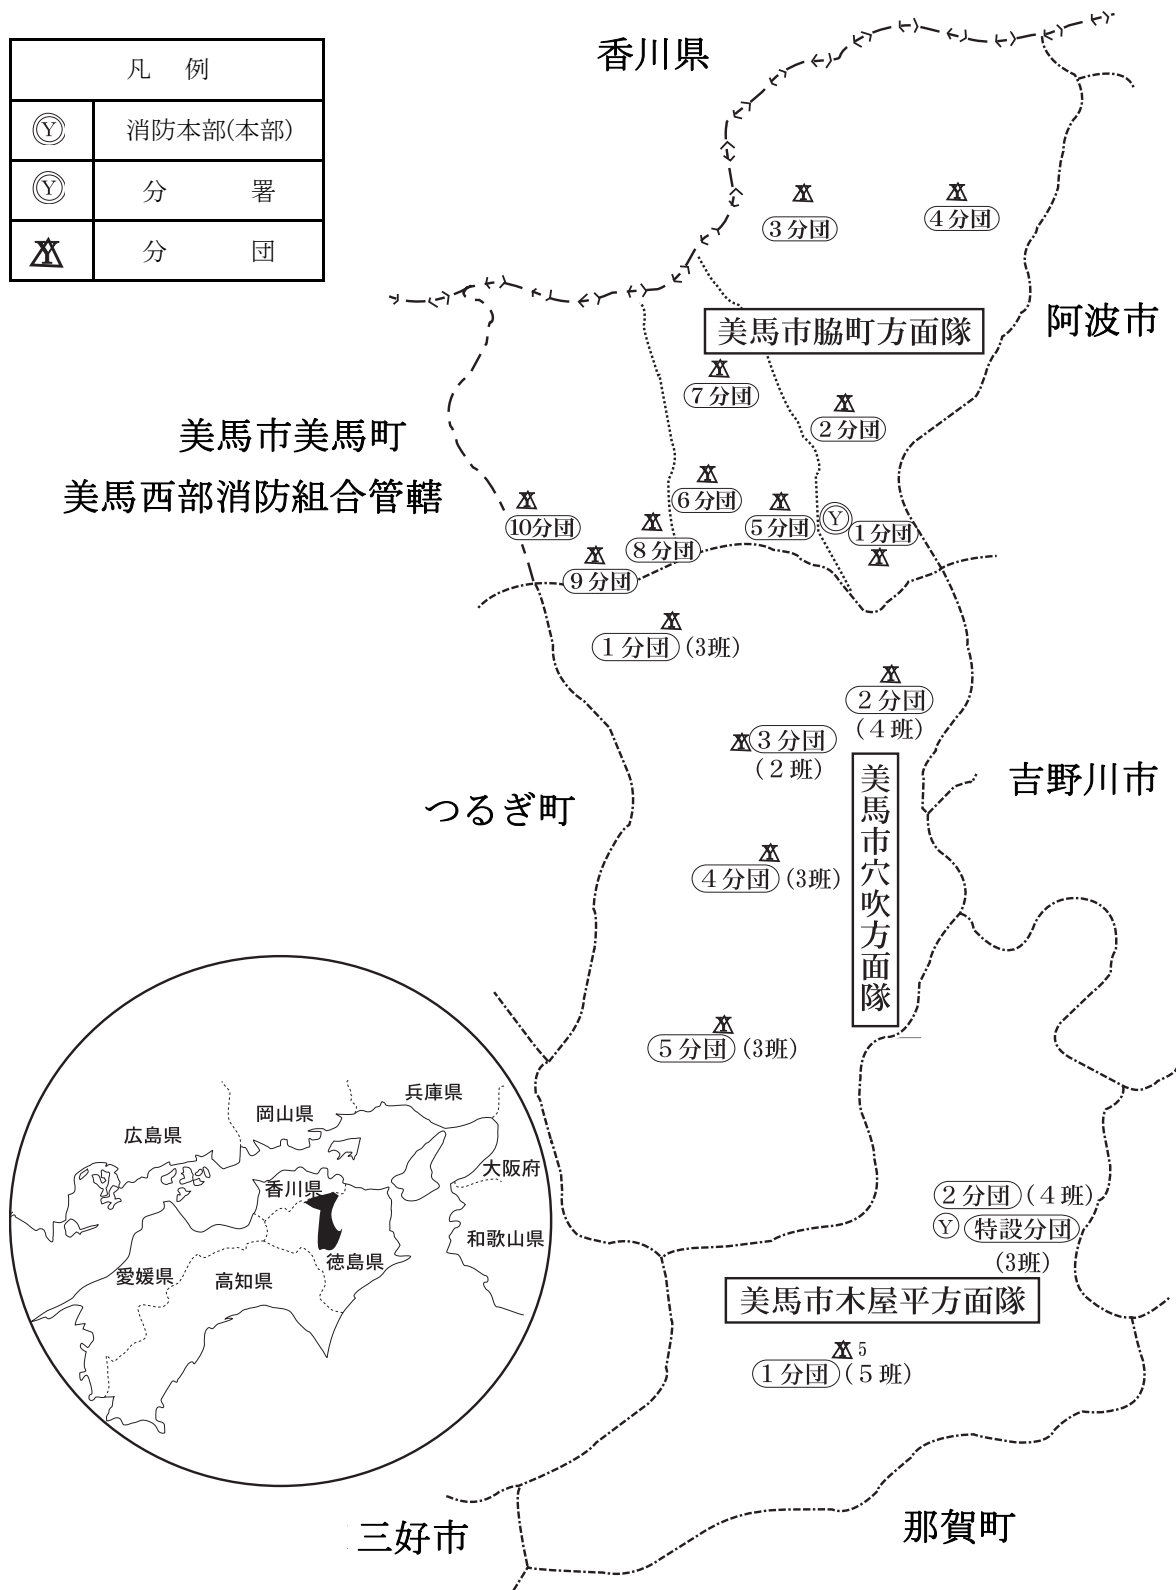 凡 例
Y 消防本部(本部)
Y 分 署
Y 分 団
香川県
3分団
4分団
阿波市
美馬市脇町方面隊
7分団
2分団
美馬市美馬町
美馬西部消防組合管轄
6分団
10分団
5分団
Y
1分団
8分団
9分団
1分団(3班)
2分団
(4班)
3分団
(2班)
美馬市穴吹方面隊
吉野川市
つるぎ町
4分団(3班)
5分団(3班)
兵庫県
岡山県
広島県
大阪府
香川県
和歌山県
徳島県
愛媛県
高知県
2分団(4班)
Y 特設分団
(3班)
美馬市木屋平方面隊
5
1分団(5班)
那賀町
三好市